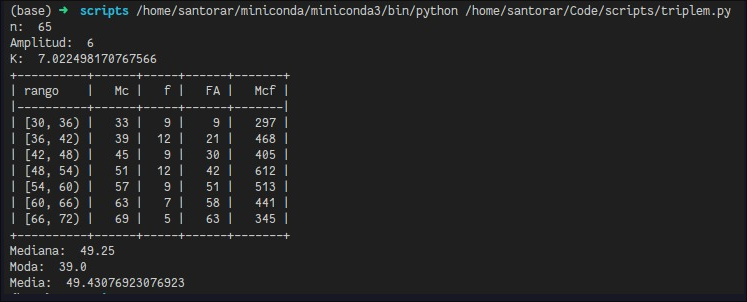 (base) ➜  scripts /home/santorar/miniconda/miniconda3/bin/python /home/santorar/Code/scripts/triplem.py
n:  65
Amplitud:  6
K:  7.022498170767566
+----------+------+-----+------+-------+
| rango    |   Mc |   f |   FA |   Mcf |
|----------+------+-----+------+-------|
| [30, 36) |   33 |   9 |    9 |   297 |
| [36, 42) |   39 |  12 |   21 |   468 |
| [42, 48) |   45 |   9 |   30 |   405 |
| [48, 54) |   51 |  12 |   42 |   612 |
| [54, 60) |   57 |   9 |   51 |   513 |
| [60, 66) |   63 |   7 |   58 |   441 |
| [66, 72) |   69 |   5 |   63 |   345 |
+----------+------+-----+------+-------+
Mediana:  49.25
Moda:  39.0
Media:  49.43076923076923